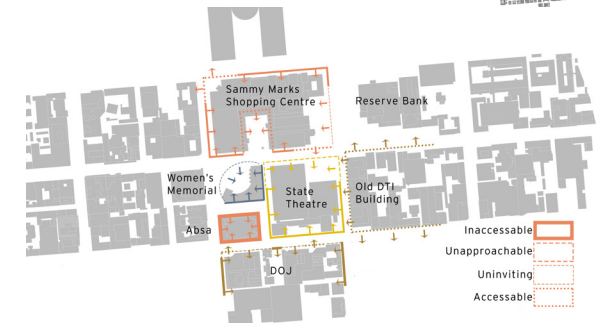 Sammy Marks
Shopping Centre
Reserve Bank
Women's
Memorial
State
Theatre
Old DTI
Building
Absa
DOJ
Inaccessable
Unapproachable
Uninviting
Accessable